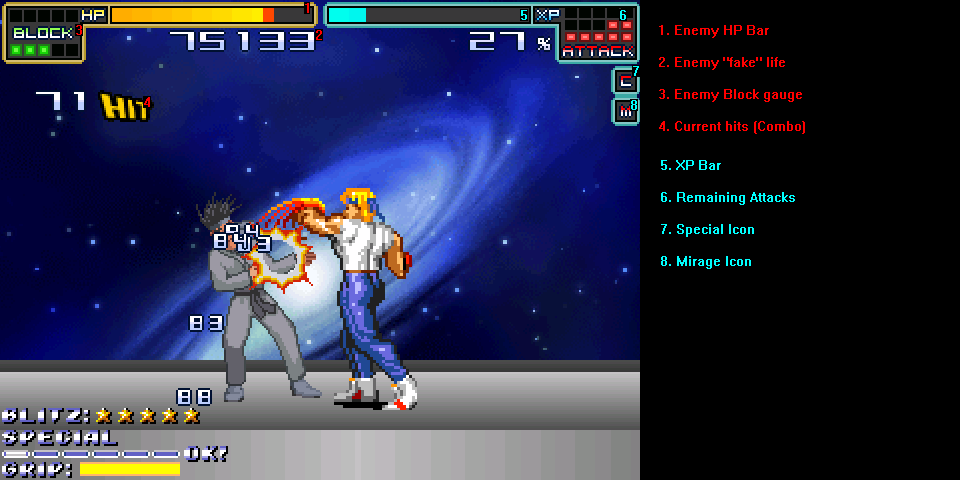 HP 1
5 XP 6
BLOCK 3
75133 2
27 %
ATTACK
7
C
8
m
71 Hit 4
84
843
83
88
BLITZ:
SPECIAL
OK?
GRIP:
1. Enemy HP Bar
2. Enemy "fake" life
3. Enemy Block gauge
4. Current hits (Combo)
5. XP Bar
6. Remaining Attacks
7. Special Icon
8. Mirage Icon